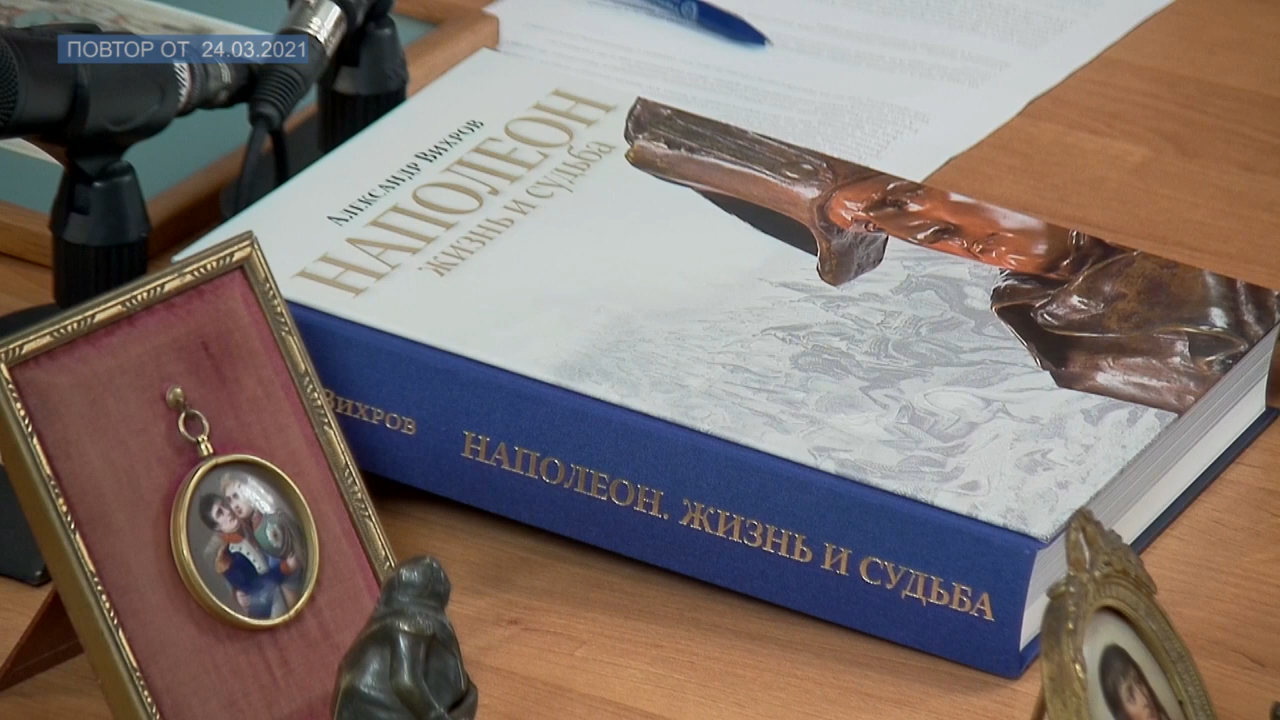 ПОВТОР ОТ 24.03.2021
Александр Вихров
НАПОЛЕОН
жизнь и судьба
Вихров
НАПОЛЕОН. ЖИЗНЬ И СУДЬБА